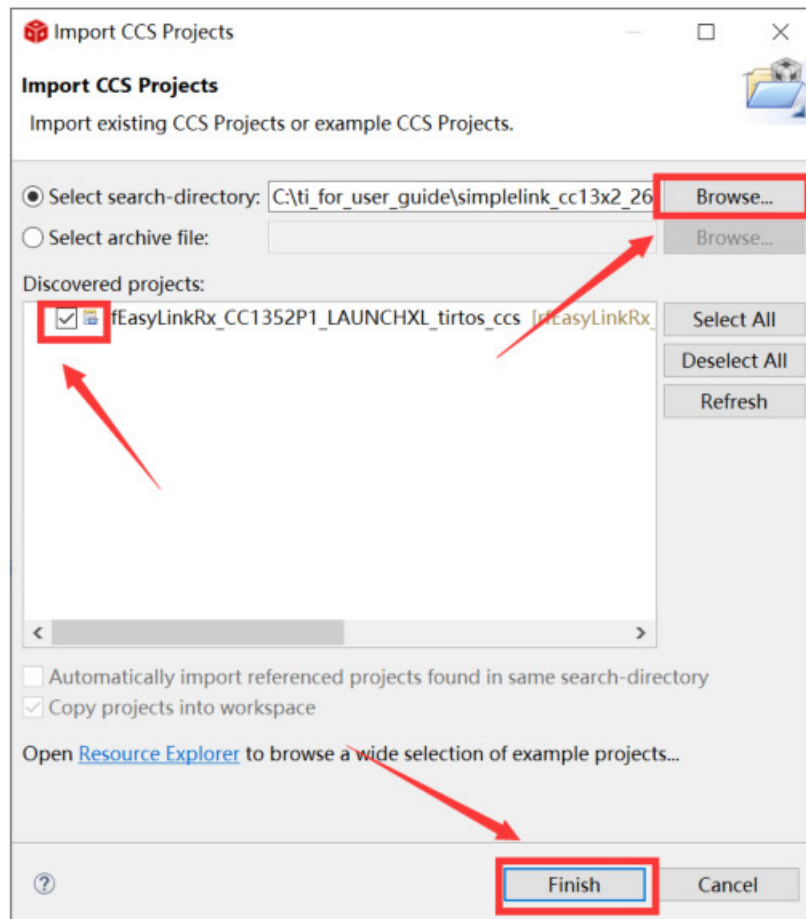 Import CCS Projects
Import CCS Projects
Import existing CCS Projects or example CCS Projects.
Select search-directory: C:\ti_for_user_guide\simplelink_cc13x2_26 Browse...
Select archive file: Browse...
Discovered projects:
fEasyLinkRx_CC1352P1_LAUNCHXL_tirtos_ccs [rfEasyLinkRx_ Select All
Deselect All
Refresh
Automatically import referenced projects found in same search-directory
Copy projects into workspace
Open Resource Explorer to browse a wide selection of example projects...
? Finish Cancel